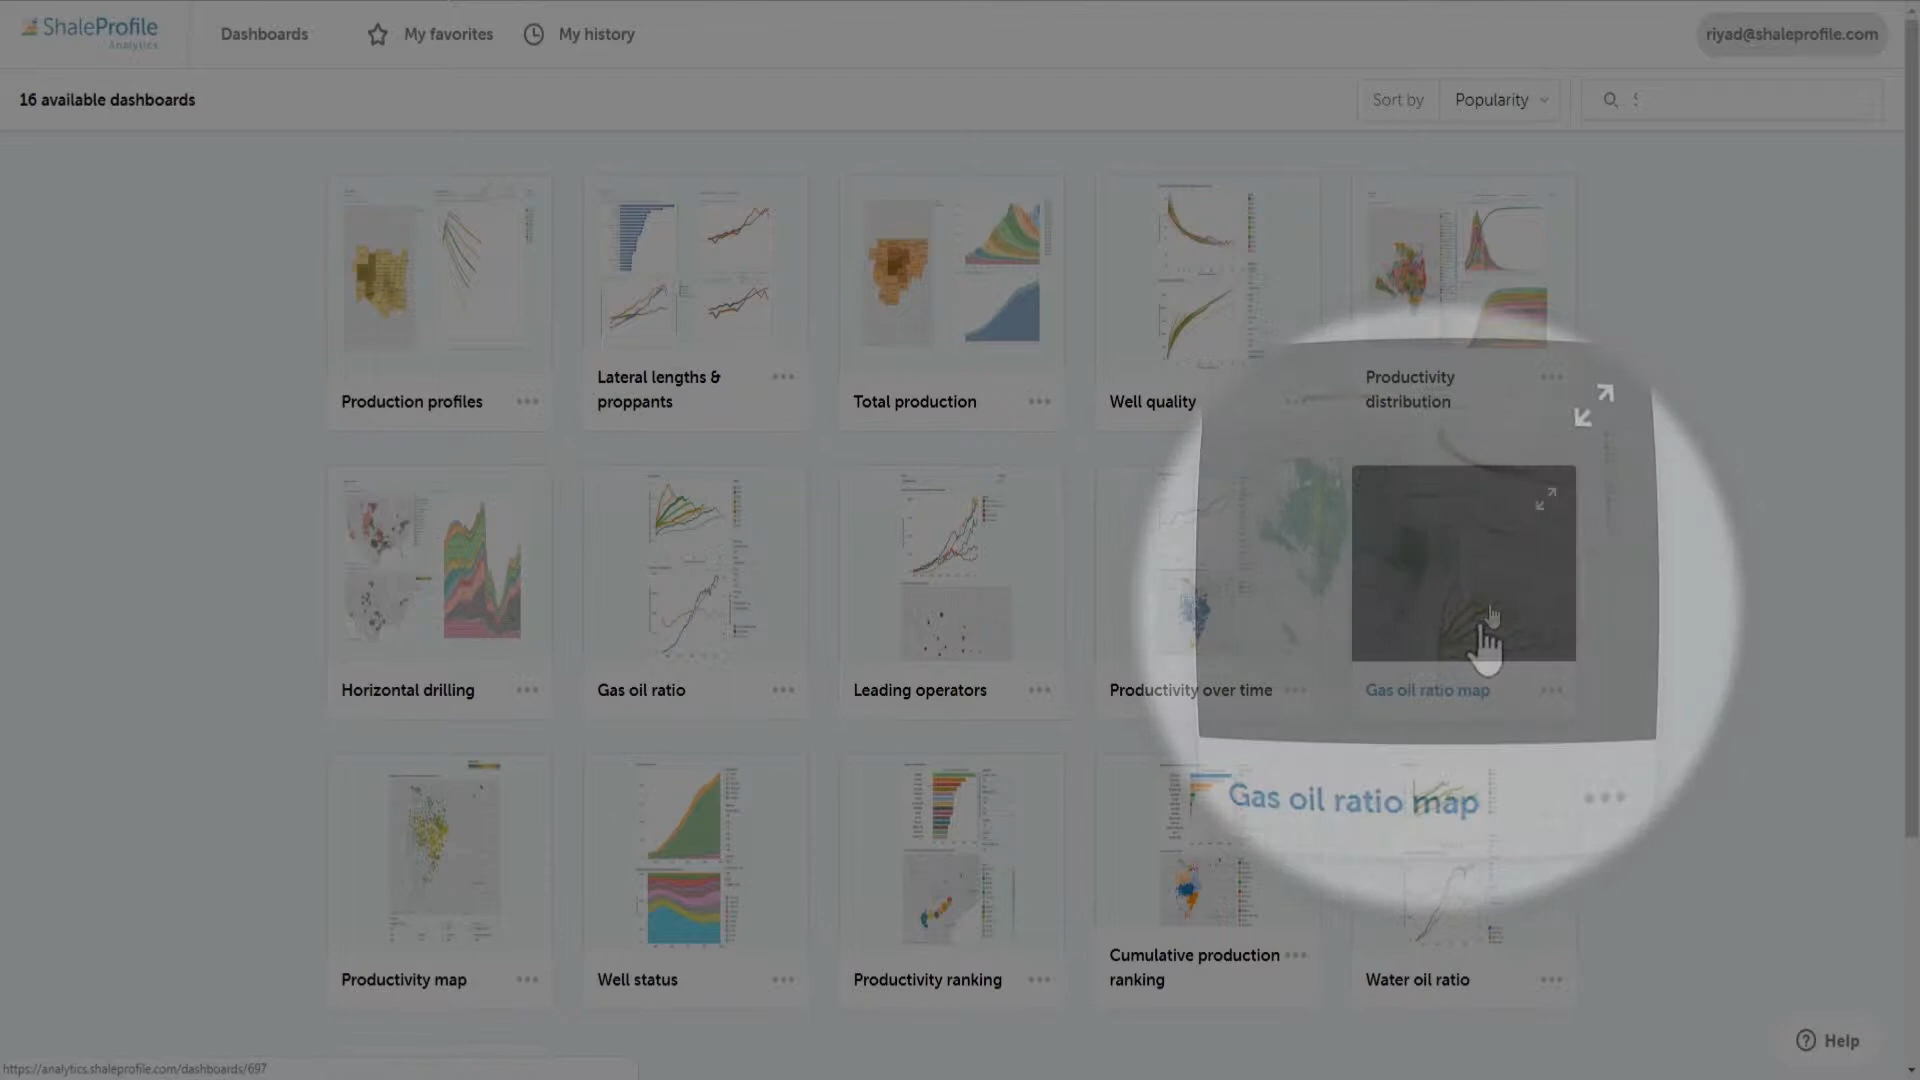 ShaleProfile
Analytics
Dashboards
My favorites
My history
riyad@shaleprofile.com
16 available dashboards
Sort by
Popularity
Production profiles
Lateral lengths &
proppants
Total production
Well quality
Productivity
distribution
Horizontal drilling
Gas oil ratio
Leading operators
Productivity over time
Gas oil ratio map
Gas oil ratio map
Productivity map
Well status
Productivity ranking
Cumulative production
ranking
Water oil ratio
Help
https://analytics.shaleprofile.com/dashboards/697